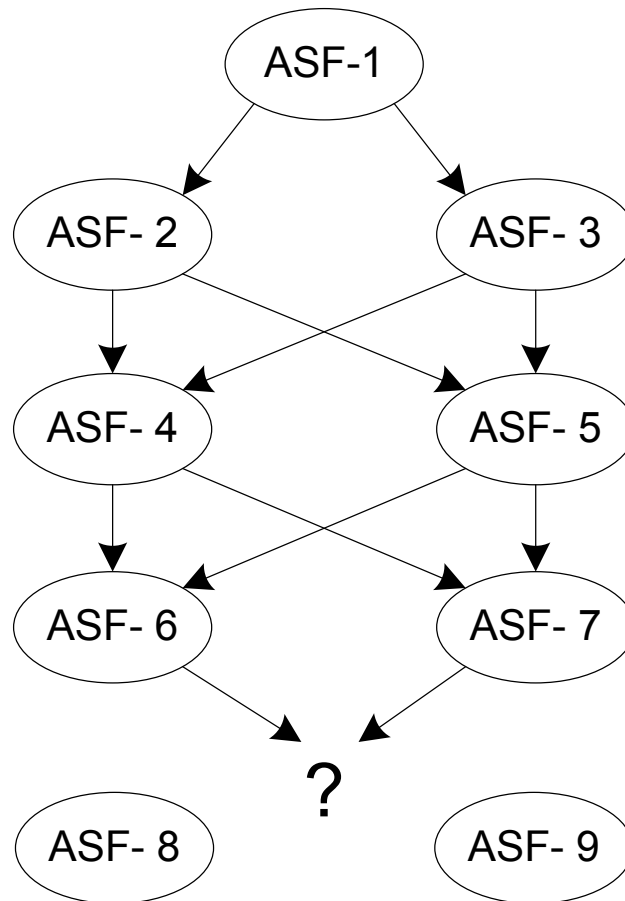 ASF-1
ASF- 2
ASF- 3
ASF- 4
ASF- 5
ASF- 6
ASF- 7
?
ASF- 8
ASF- 9